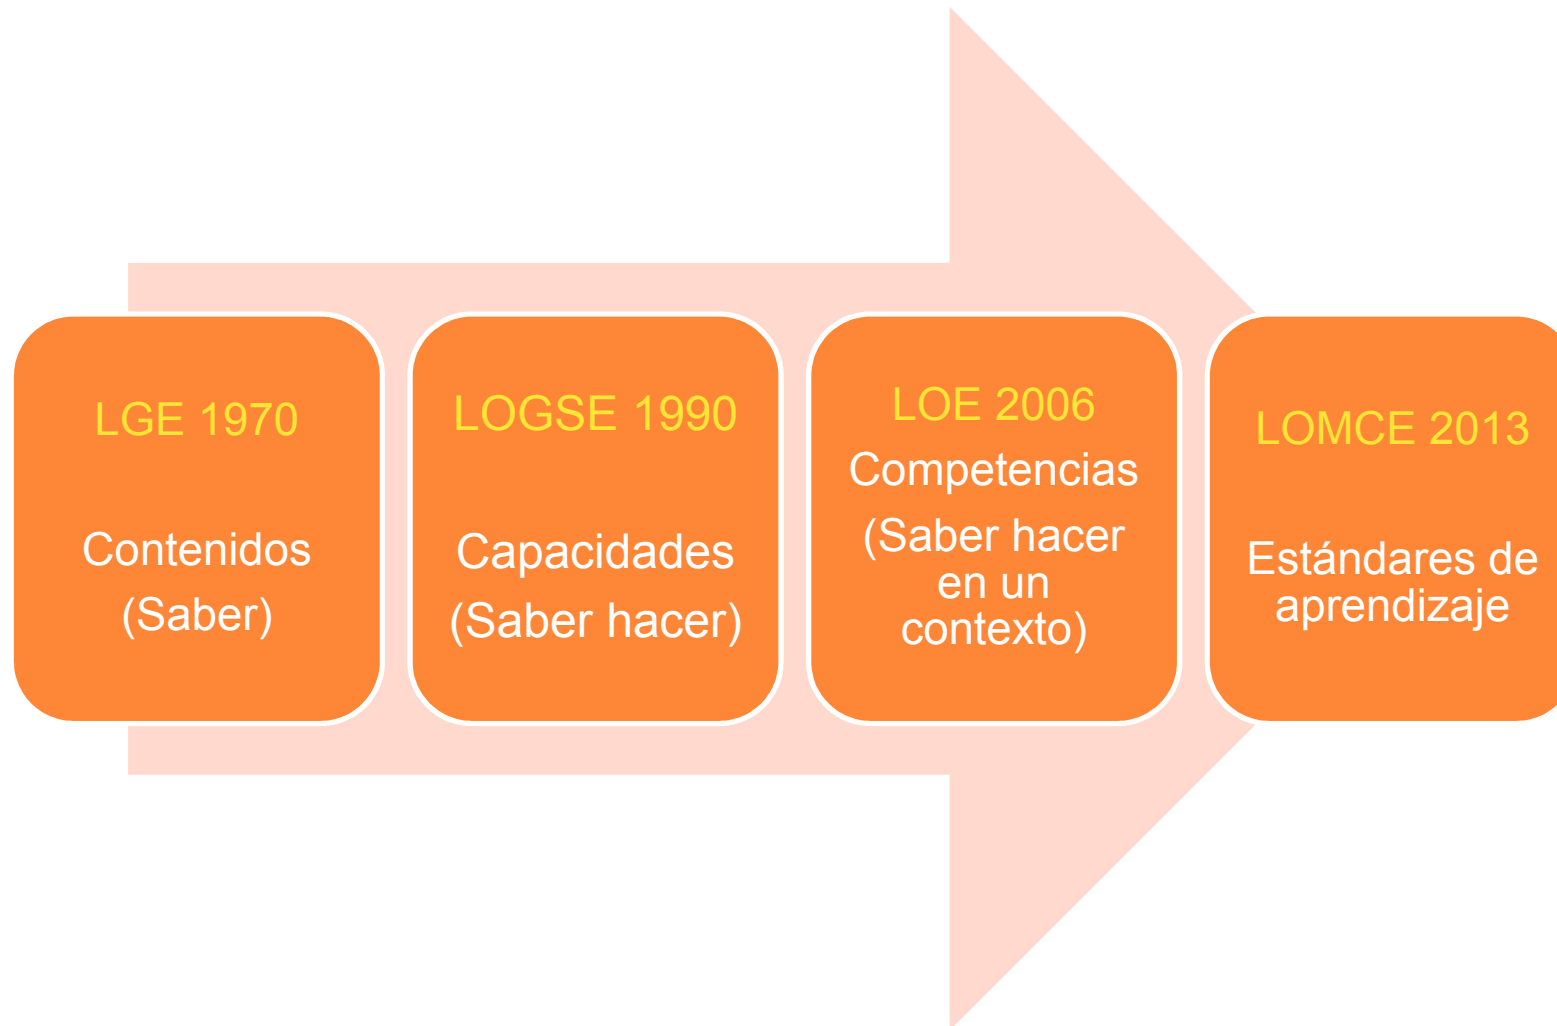 LGE 1970
Contenidos
(Saber)
LOGSE 1990
Capacidades
(Saber hacer)
LOE 2006
Competencias
(Saber hacer
en un
contexto)
LOMCE 2013
Estándares de
aprendizaje